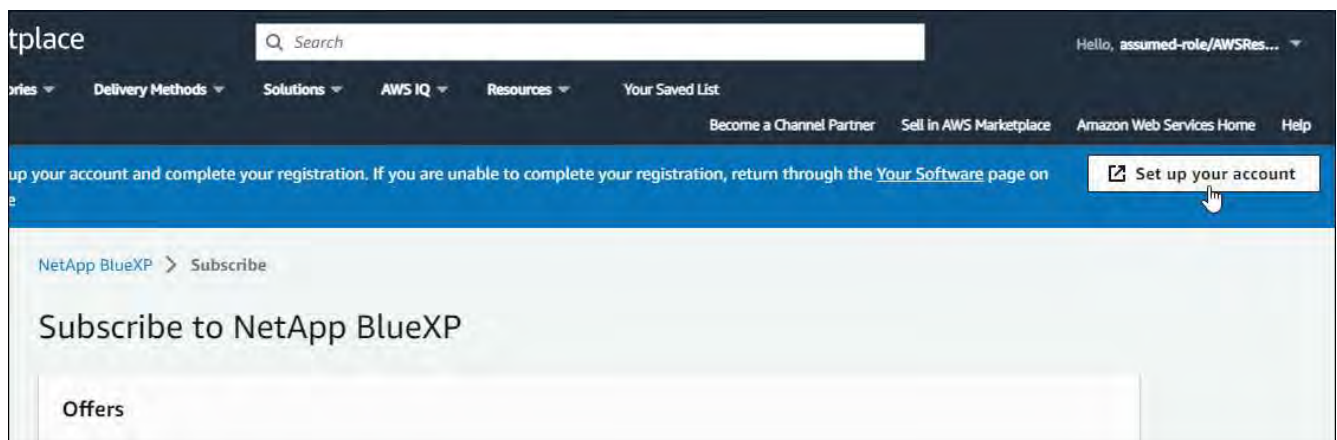 tplace
Search
Hello, assumed-role/AWSRes...
ories Delivery Methods Solutions AWS IQ Resources Your Saved List
Become a Channel Partner Sell in AWS Marketplace Amazon Web Services Home Help
up your account and complete your registration. If you are unable to complete your registration, return through the Your Software page on
e
Set up your account
NetApp BlueXP > Subscribe
Subscribe to NetApp BlueXP
Offers